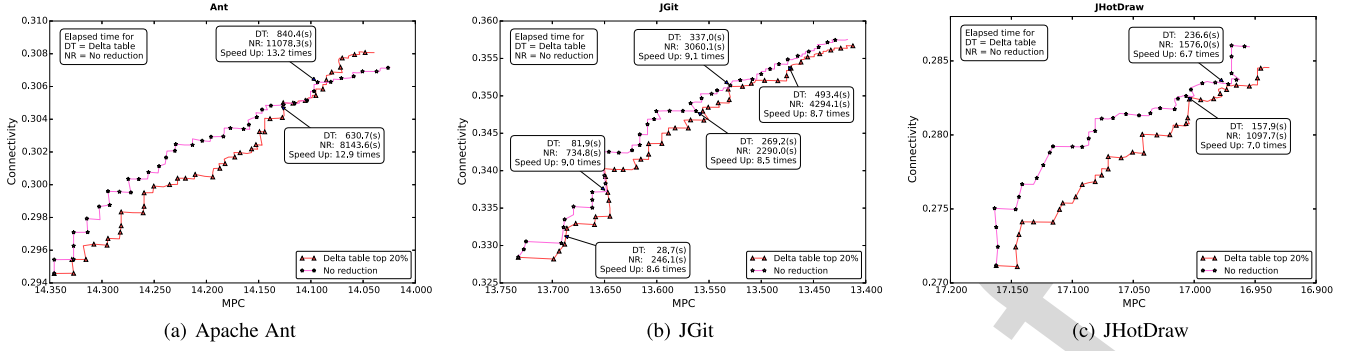 Ant
0.310
0.308
0.306
0.304
0.302
0.300
0.298
0.296
0.294
Connectivity
Elapsed time for
DT = Delta table
NR = No reduction
DT: 840,4(s)
NR: 11078,3(s)
Speed Up: 13.2 times
DT: 630,7(s)
NR: 8143.6(s)
Speed Up: 12,9 times
Delta table top 20%
No reduction
14.350 14.300 14.250 14.200 14.150 14.100 14.050 14.000
MPC
(a) Apache Ant
JGit
0.360
0.355
0.350
0.345
0.340
0.335
0.330
0.325
Connectivity
Elapsed time for
DT = Delta table
NR = No reduction
DT: 337,0(s)
NR: 3060.1(s)
Speed Up: 9,1 times
DT: 493,4(s)
NR: 4294.1(s)
Speed Up: 8.7 times
DT: 81,9(s)
NR: 734,8(s)
Speed Up: 9,0 times
DT: 269,2(s)
NR: 2290.0(s)
Speed Up: 8,5 times
DT: 28,7(s)
NR: 246,1(s)
Speed Up: 8.6 times
Delta table top 20%
No reduction
13.750 13.700 13.650 13.600 13.550 13.500 13.450 13.400
MPC
(b) JGit
JHotDraw
0.285
0.280
0.275
0.270
Connectivity
Elapsed time for
DT = Delta table
NR = No reduction
DT: 236.6(s)
NR: 1576,0(s)
Speed Up: 6.7 times
DT: 157,9(s)
NR: 1097,7(s)
Speed Up: 7,0 times
Delta table top 20%
No reduction
17.200 17.150 17.100 17.050 17.000 16.950 16.900
MPC
(c) JHotDraw